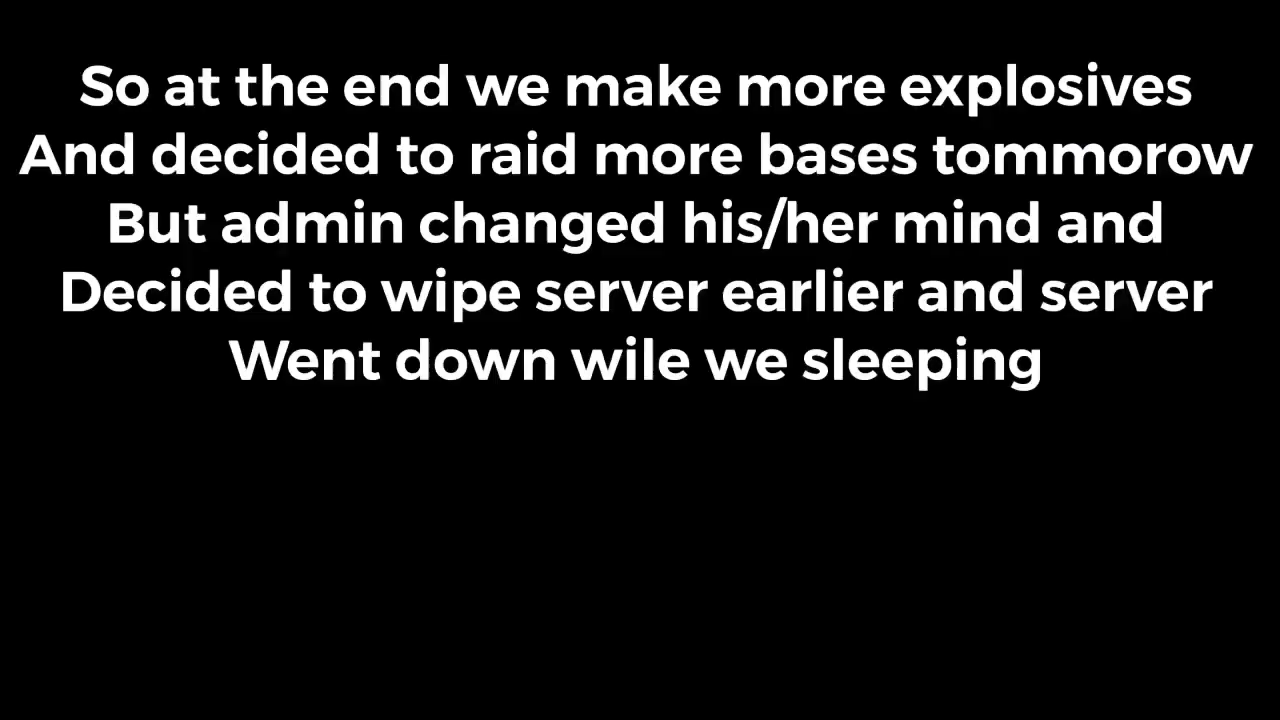 So at the end we make more explosives
And decided to raid more bases tommorow
But admin changed his/her mind and
Decided to wipe server earlier and server
Went down wile we sleeping